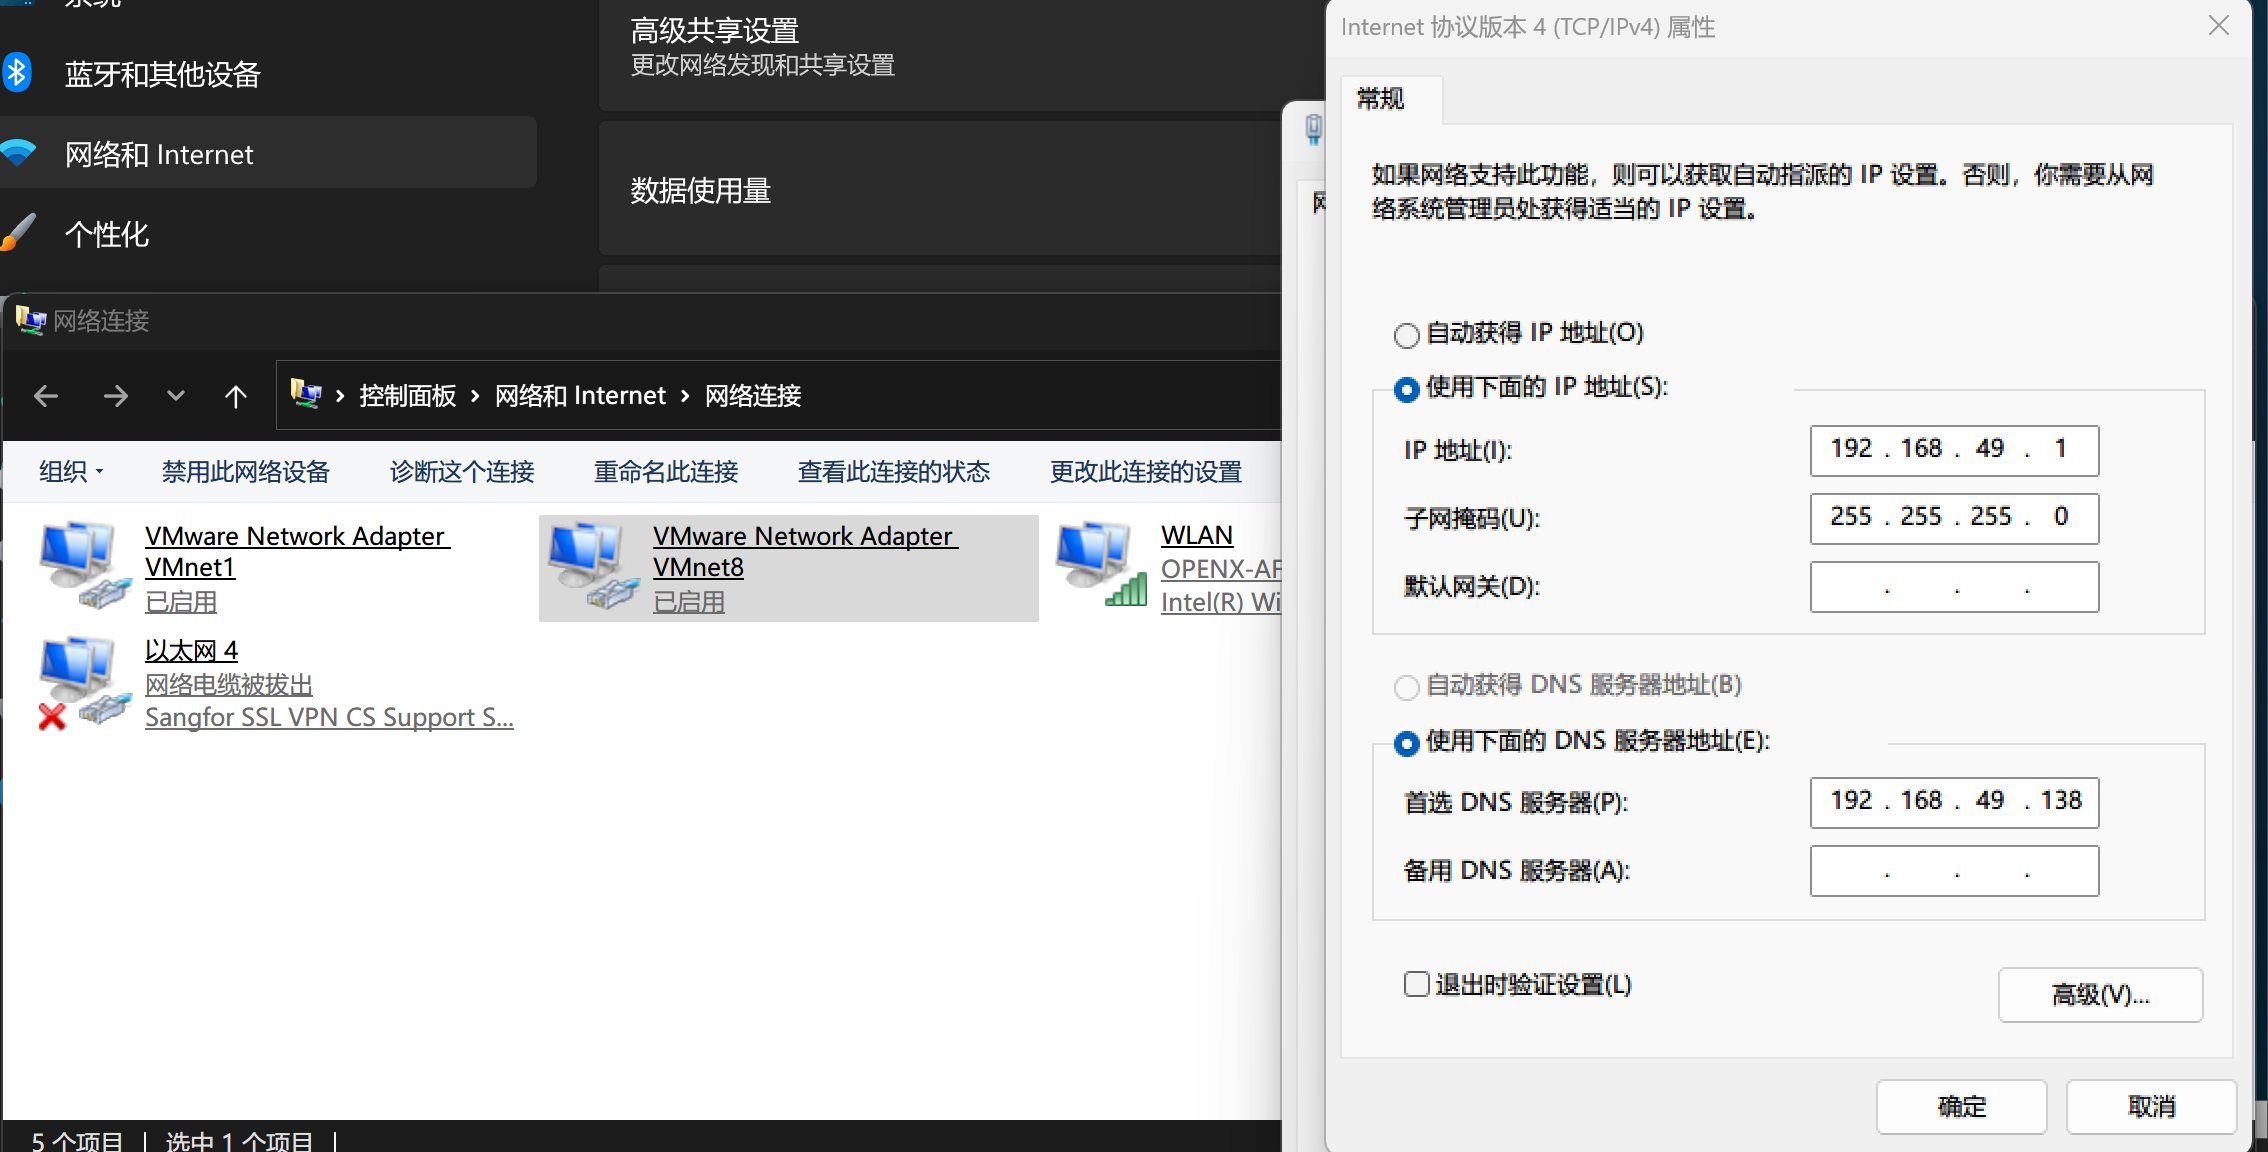 系统
蓝牙和其他设备
网络和 Internet
个性化
高级共享设置
更改网络发现和共享设置
数据使用量
网络连接
控制面板 › 网络和 Internet › 网络连接
组织
禁用此网络设备
诊断这个连接
重命名此连接
查看此连接的状态
更改此连接的设置
VMware Network Adapter
VMnet1
已启用
VMware Network Adapter
VMnet8
已启用
WLAN
OPENX-AF
Intel(R) Wi
以太网 4
网络电缆被拔出
Sangfor SSL VPN CS Support S...
5 个项目
选中 1 个项目
Internet 协议版本 4 (TCP/IPv4) 属性
常规
如果网络支持此功能，则可以获取自动指派的 IP 设置。否则，你需要从网
络系统管理员处获得适当的 IP 设置。
自动获得 IP 地址(O)
使用下面的 IP 地址(S):
IP 地址(I):
192 . 168 . 49 . 1
子网掩码(U):
255 . 255 . 255 . 0
默认网关(D):
. . .
自动获得 DNS 服务器地址(B)
使用下面的 DNS 服务器地址(E):
首选 DNS 服务器(P):
192 . 168 . 49 . 138
备用 DNS 服务器(A):
. . .
退出时验证设置(L)
高级(V)...
确定
取消